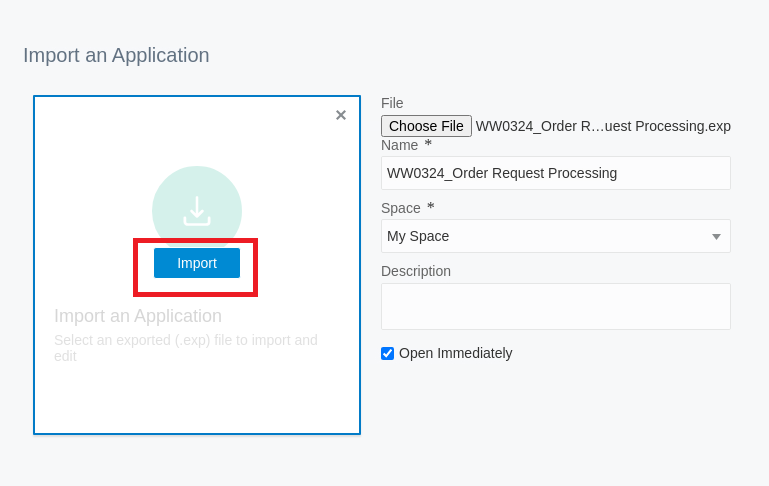 Import an Application
×
Import
Import an Application
Select an exported (.exp) file to import and
edit
File
Choose File WW0324_Order R…uest Processing.exp
Name *
WW0324_Order Request Processing
Space *
My Space
Description
Open Immediately